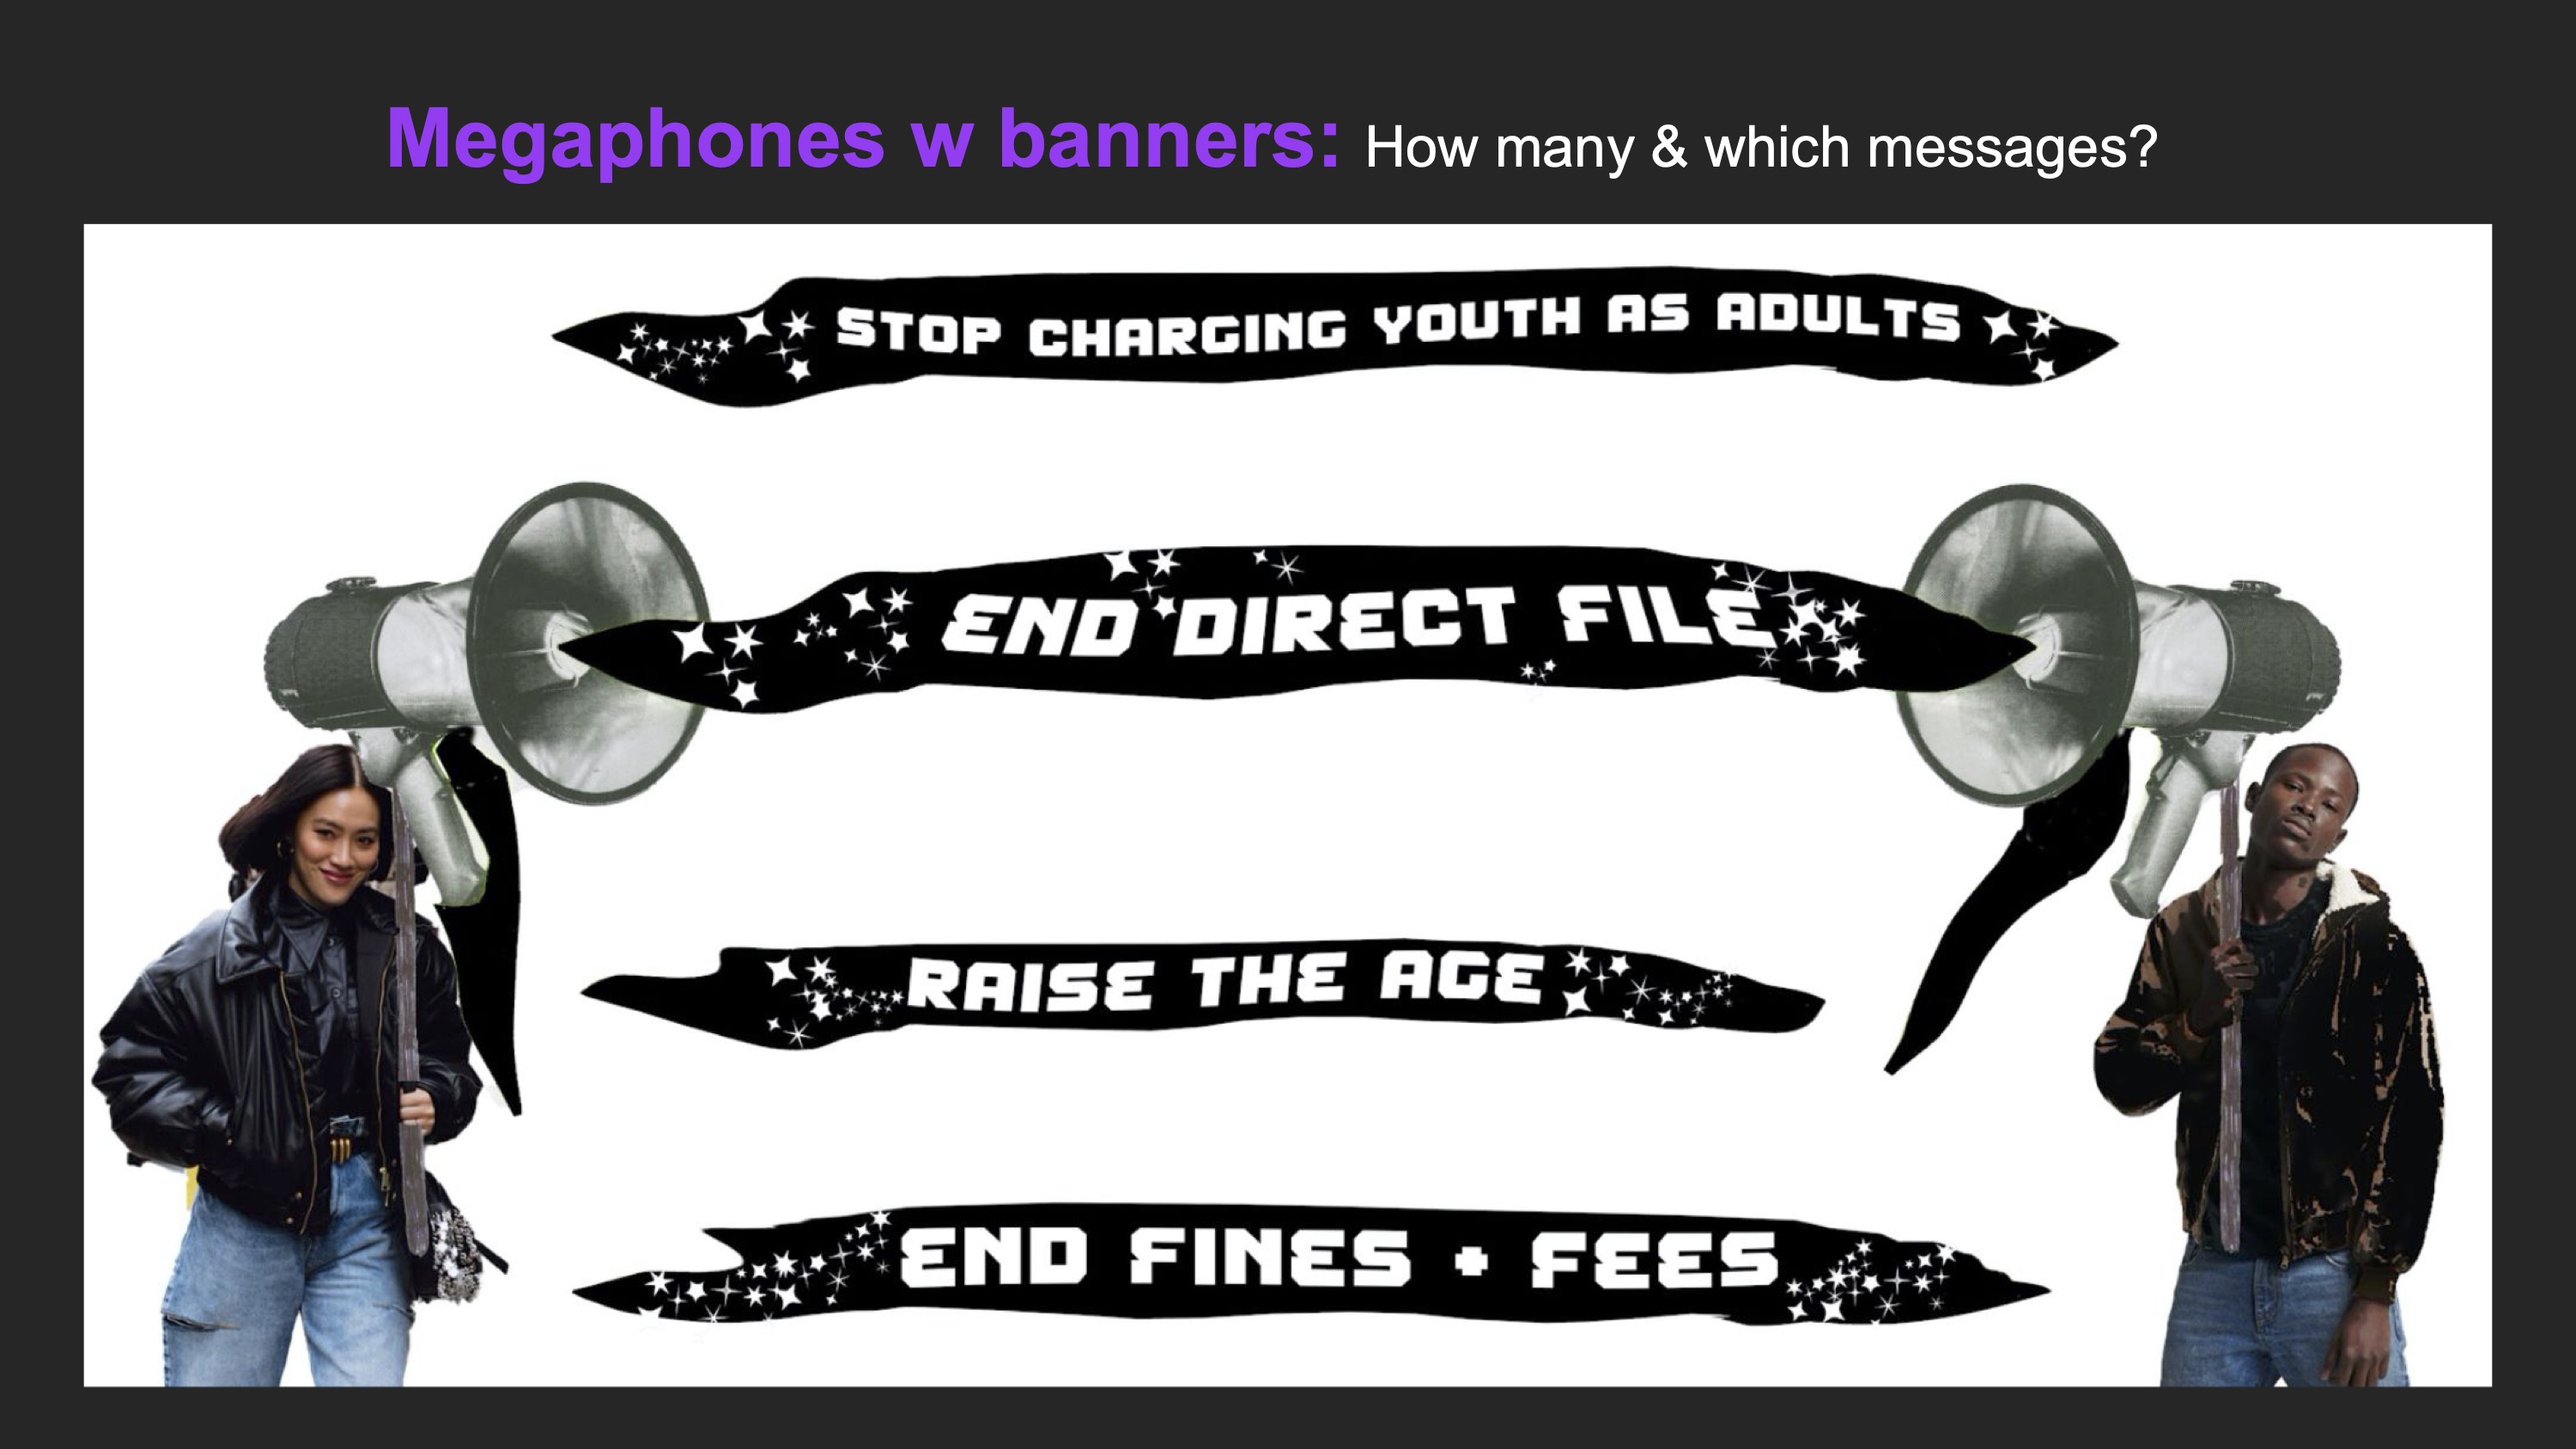 Megaphones w banners: How many & which messages?
STOP CHARGING YOUTH AS ADULTS
END DIRECT FILE
RAISE THE AGE
END FINES + FEES